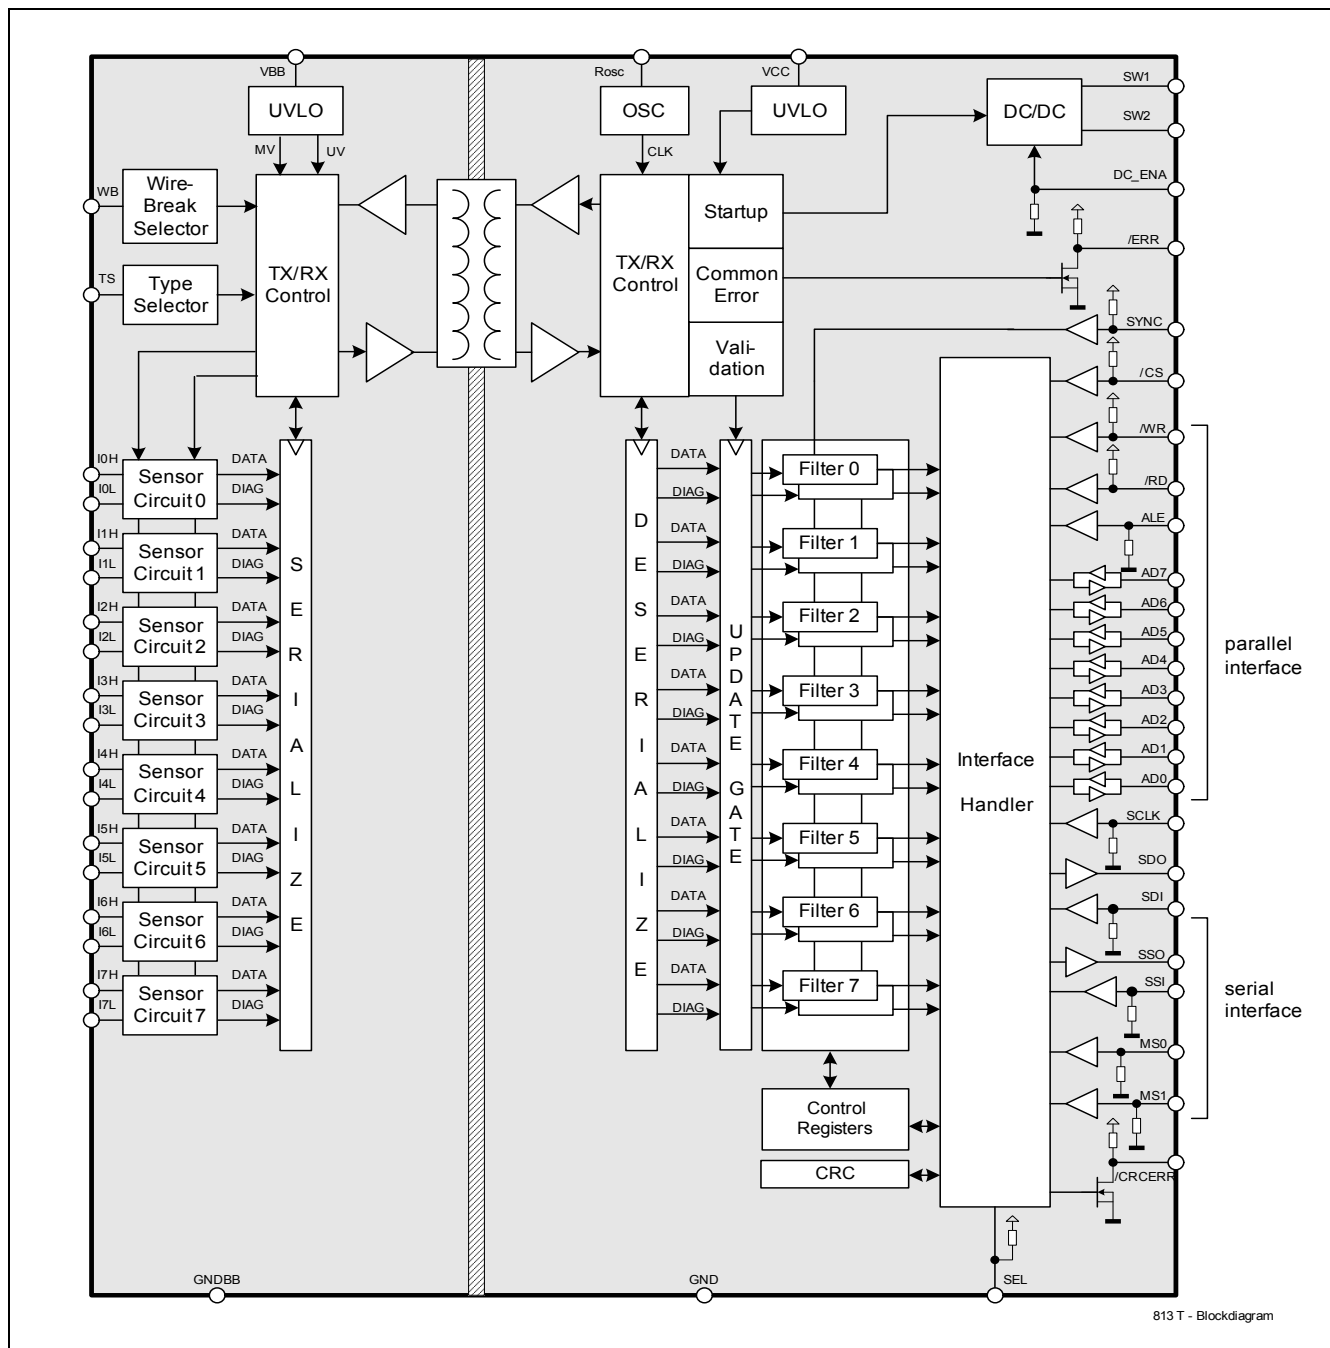 VBB
Rosc
VCC
SW1
UVLO
OSC
UVLO
DC/DC
SW2
MV
UV
CLK
DC_ENA
WB
Wire-
Break
Selector
Startup
/ERR
TS
Type
Selector
TX/RX
Control
TX/RX
Control
Common
Error
SYNC
Vali-
dation
/CS
/WR
/RD
ALE
I0H
I0L
Sensor
Circuit 0
DATA
DIAG
I1H
I1L
Sensor
Circuit 1
DATA
DIAG
I2H
I2L
Sensor
Circuit 2
DATA
DIAG
I3H
I3L
Sensor
Circuit 3
DATA
DIAG
I4H
I4L
Sensor
Circuit 4
DATA
DIAG
I5H
I5L
Sensor
Circuit 5
DATA
DIAG
I6H
I6L
Sensor
Circuit 6
DATA
DIAG
I7H
I7L
Sensor
Circuit 7
DATA
DIAG
SERIALIZE
DESERIALIZE
DATA
DIAG
DATA
DIAG
DATA
DIAG
DATA
DIAG
DATA
DIAG
DATA
DIAG
DATA
DIAG
DATA
DIAG
UPDATE GATE
Filter 0
Filter 1
Filter 2
Filter 3
Filter 4
Filter 5
Filter 6
Filter 7
Control
Registers
CRC
Interface
Handler
AD7
AD6
AD5
AD4
AD3
AD2
AD1
AD0
parallel
interface
SCLK
SDO
SDI
SSO
SSI
MS0
MS1
serial
interface
/CRCERR
GNDBB
GND
SEL
813 T - Blockdiagram